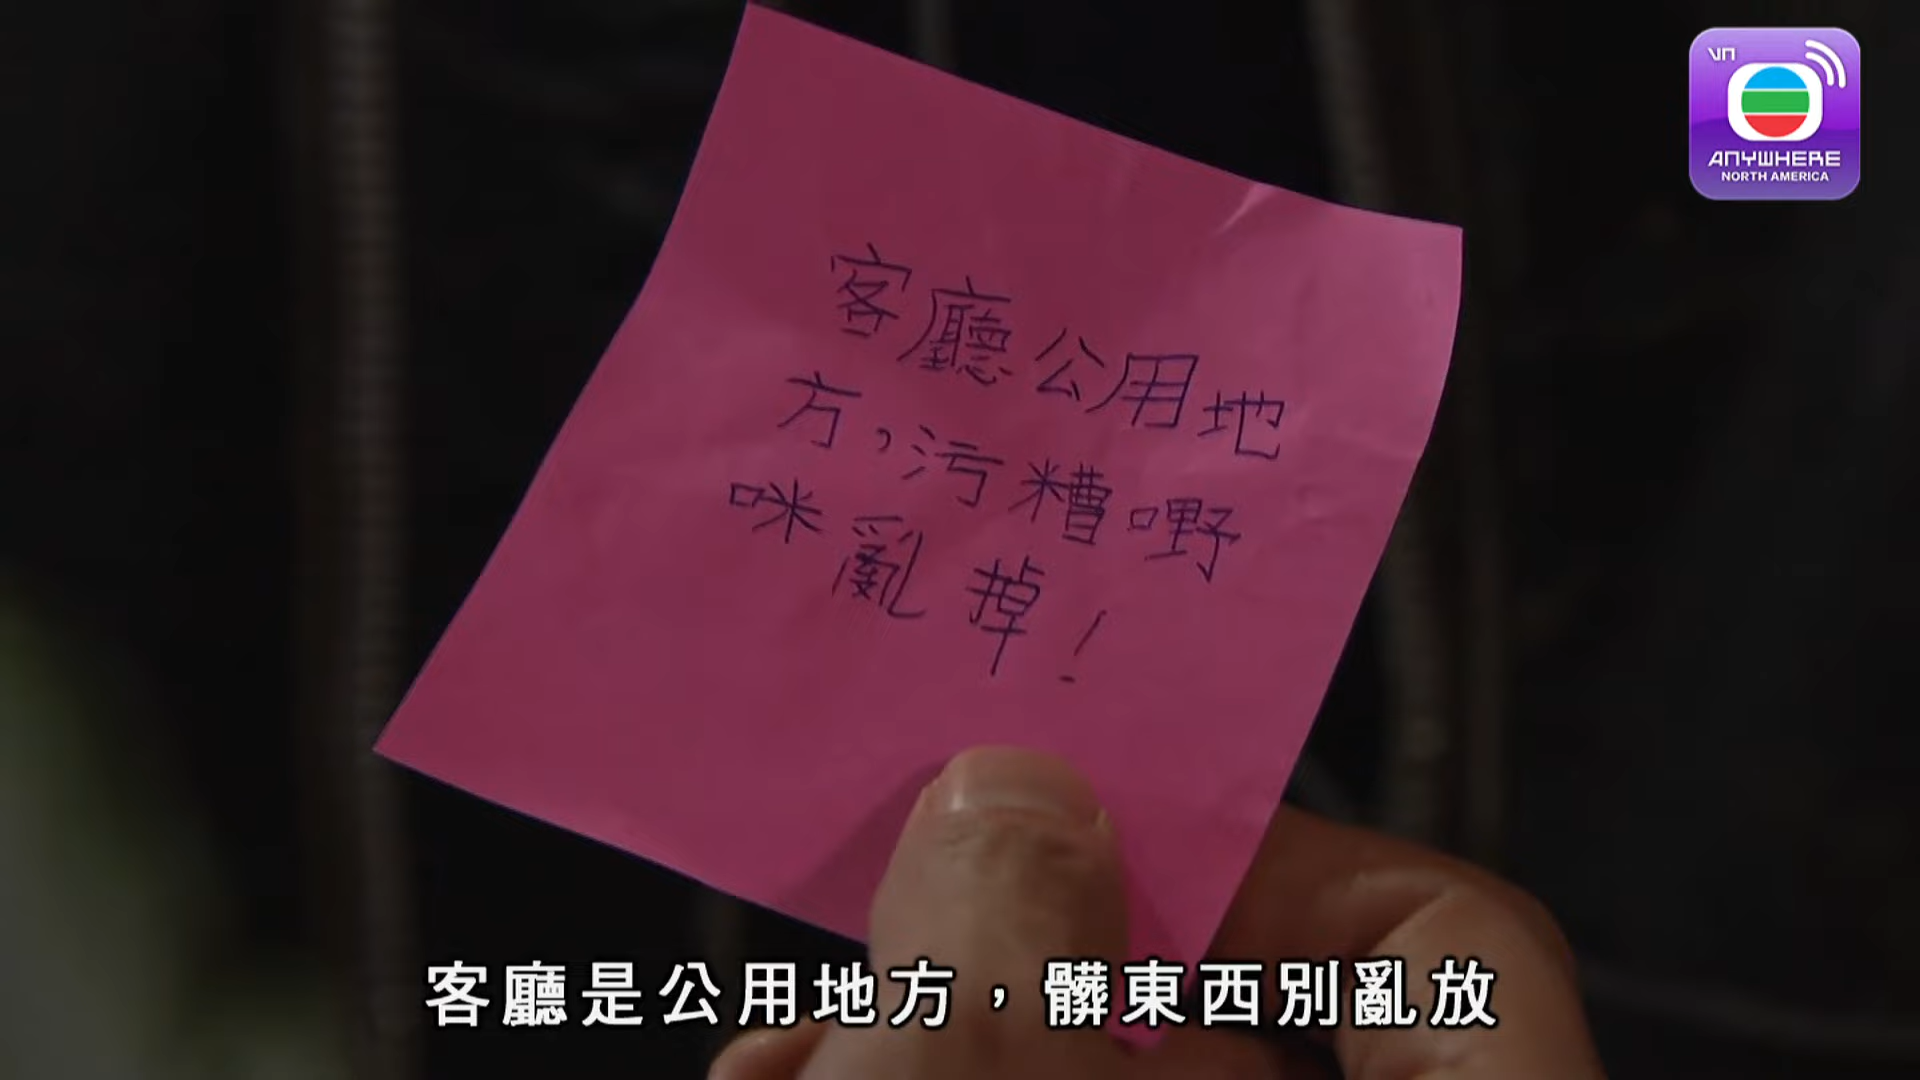 VN
ANYWHERE
NORTH AMERICA
客廳公用地
方，污糟嘢
咪亂掉！
客廳是公用地方，髒東西別亂放